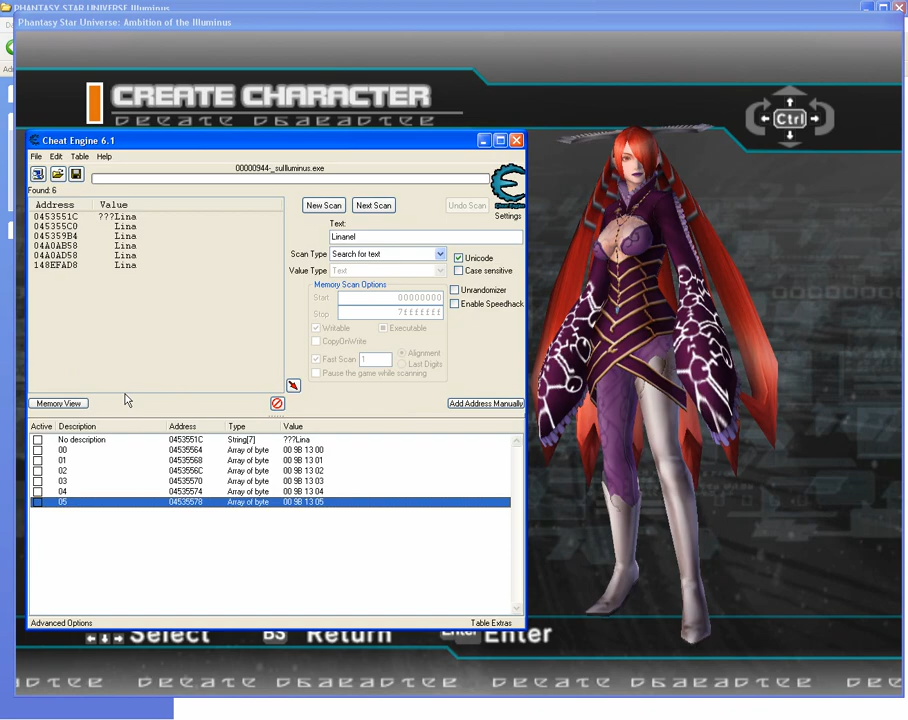 PHANTASY STAR UNIVERSE Illuminus
Phantasy Star Universe: Ambition of the Illuminus
CREATE CHARACTER
Ctrl
Cheat Engine 6.1
File Edit Table Help
00000944-_sulluminus.exe
Found: 6
Address Value
0453551C ???Lina
045355C0 Lina
045359B4 Lina
04A0AB58 Lina
04A0AD58 Lina
148EFAD8 Lina
New Scan Next Scan Undo Scan
Settings
Text:
Linanel
Scan Type Search for text
Value Type Text
Unicode
Case sensitive
Memory Scan Options
Start 00000000
Stop 7fffffff
Writable Executable
CopyOnWrite
Fast Scan 1 Alignment
Last Digits
Pause the game while scanning
Unrandomizer
Enable Speedhack
Memory View
Add Address Manually
Active Description Address Type Value
No description 0453551C String[7] ???Lina
00 04535564 Array of byte 00 9B 13 00
01 04535568 Array of byte 00 9B 13 01
02 0453556C Array of byte 00 9B 13 02
03 04535570 Array of byte 00 9B 13 03
04 04535574 Array of byte 00 9B 13 04
05 04535578 Array of byte 00 9B 13 05
Advanced Options Table Extras
Select BS Return Enter Enter